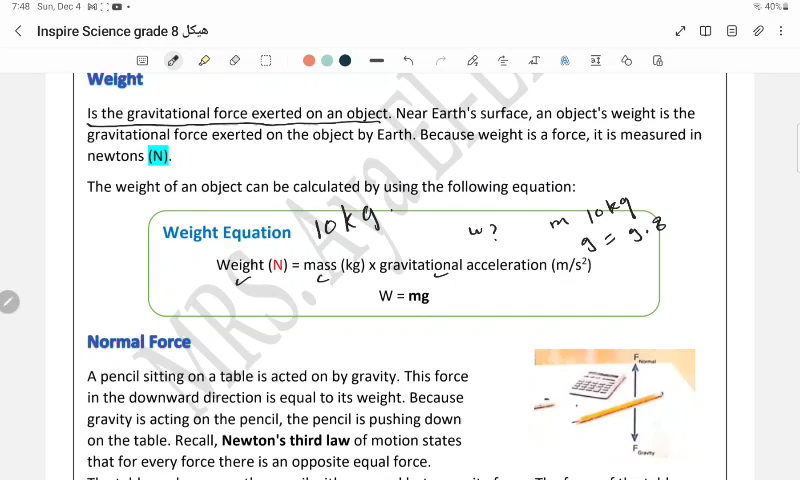 7:48 Sun, Dec 4
40%
Inspire Science grade 8 هيكل
Weight
Is the gravitational force exerted on an object. Near Earth's surface, an object's weight is the
gravitational force exerted on the object by Earth. Because weight is a force, it is measured in
newtons (N).
The weight of an object can be calculated by using the following equation:
10kg.
w?
m 10kg
g = 9.8
Weight Equation
Weight (N) = mass (kg) x gravitational acceleration (m/s²)
W = mg
Normal Force
A pencil sitting on a table is acted on by gravity. This force
in the downward direction is equal to its weight. Because
gravity is acting on the pencil, the pencil is pushing down
on the table. Recall, Newton's third law of motion states
that for every force there is an opposite equal force.
F Normal
F Gravity
MRS. Aya El-